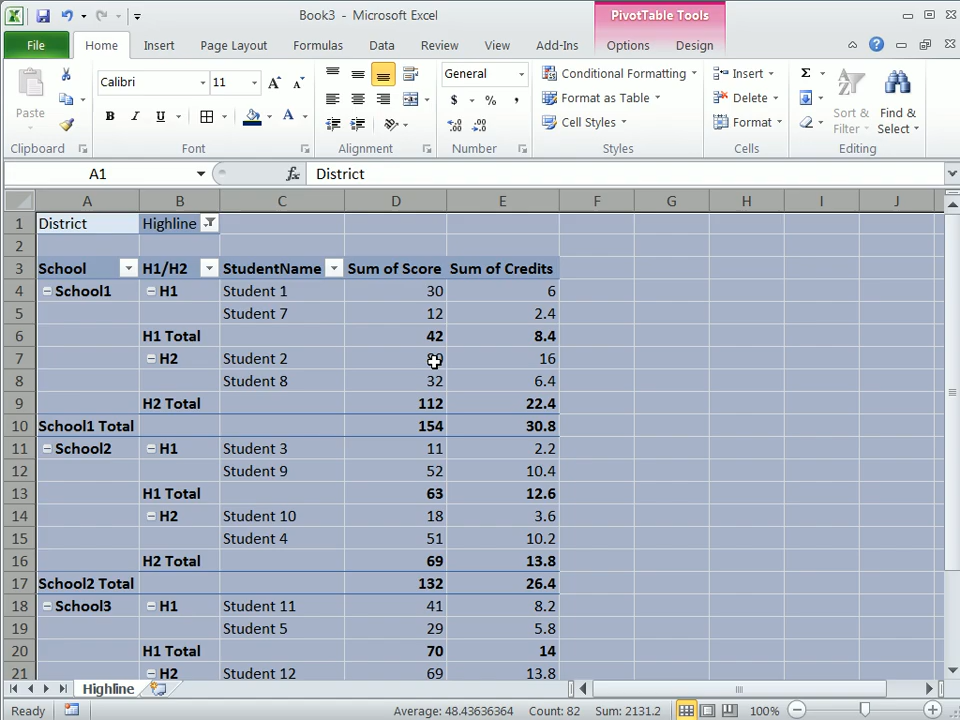 Book3 - Microsoft Excel
PivotTable Tools
File Home Insert Page Layout Formulas Data Review View Add-Ins Options Design
Paste
Calibri 11
General
Conditional Formatting
Format as Table
Cell Styles
Insert
Delete
Format
Sort & Filter
Find & Select
Clipboard Font Alignment Number Styles Cells Editing
A1 fx District
A B C D E F G H I J
1 District Highline
2
3 School H1/H2 StudentName Sum of Score Sum of Credits
4 School1 H1 Student 1 30 6
5 Student 7 12 2.4
6 H1 Total 42 8.4
7 H2 Student 2 16
8 Student 8 32 6.4
9 H2 Total 112 22.4
10 School1 Total 154 30.8
11 School2 H1 Student 3 11 2.2
12 Student 9 52 10.4
13 H1 Total 63 12.6
14 H2 Student 10 18 3.6
15 Student 4 51 10.2
16 H2 Total 69 13.8
17 School2 Total 132 26.4
18 School3 H1 Student 11 41 8.2
19 Student 5 29 5.8
20 H1 Total 70 14
21 H2 Student 12 69 13.8
Highline
Ready Average: 48.43636364 Count: 82 Sum: 2131.2 100%